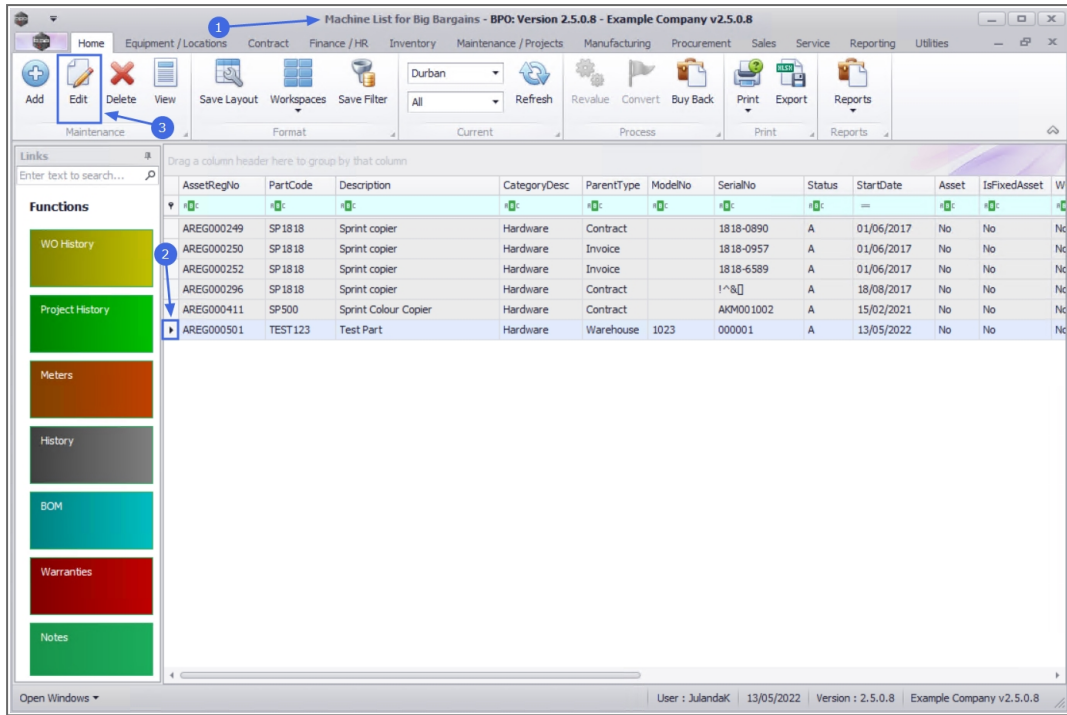 Machine List for Big Bargains - BPO: Version 2.5.0.8 - Example Company v2.5.0.8
1
Home Equipment / Locations Contract Finance / HR Inventory Maintenance / Projects Manufacturing Procurement Sales Service Reporting Utilities
Add Edit Delete View Save Layout Workspaces Save Filter Durban All Refresh Revalue Convert Buy Back Print Export Reports
Maintenance 3 Format Current Process Print Reports
Links
Drag a column header here to group by that column
Enter text to search...
AssetRegNo PartCode Description CategoryDesc ParentType ModelNo SerialNo Status StartDate Asset IsFixedAsset W
Functions
AREG000249 SP1818 Sprint copier Hardware Contract 1818-0890 A 01/06/2017 No No No
WO History
2
AREG000250 SP1818 Sprint copier Hardware Invoice 1818-0957 A 01/06/2017 No No No
AREG000252 SP1818 Sprint copier Hardware Invoice 1818-6589 A 01/06/2017 No No No
AREG000296 SP1818 Sprint copier Hardware Contract !^&[] A 18/08/2017 No No No
Project History
AREG000411 SP500 Sprint Colour Copier Hardware Contract AKM001002 A 15/02/2021 No No No
AREG000501 TEST123 Test Part Hardware Warehouse 1023 000001 A 13/05/2022 No No No
Meters
History
BOM
Warranties
Notes
Open Windows User : JulandaK 13/05/2022 Version : 2.5.0.8 Example Company v2.5.0.8